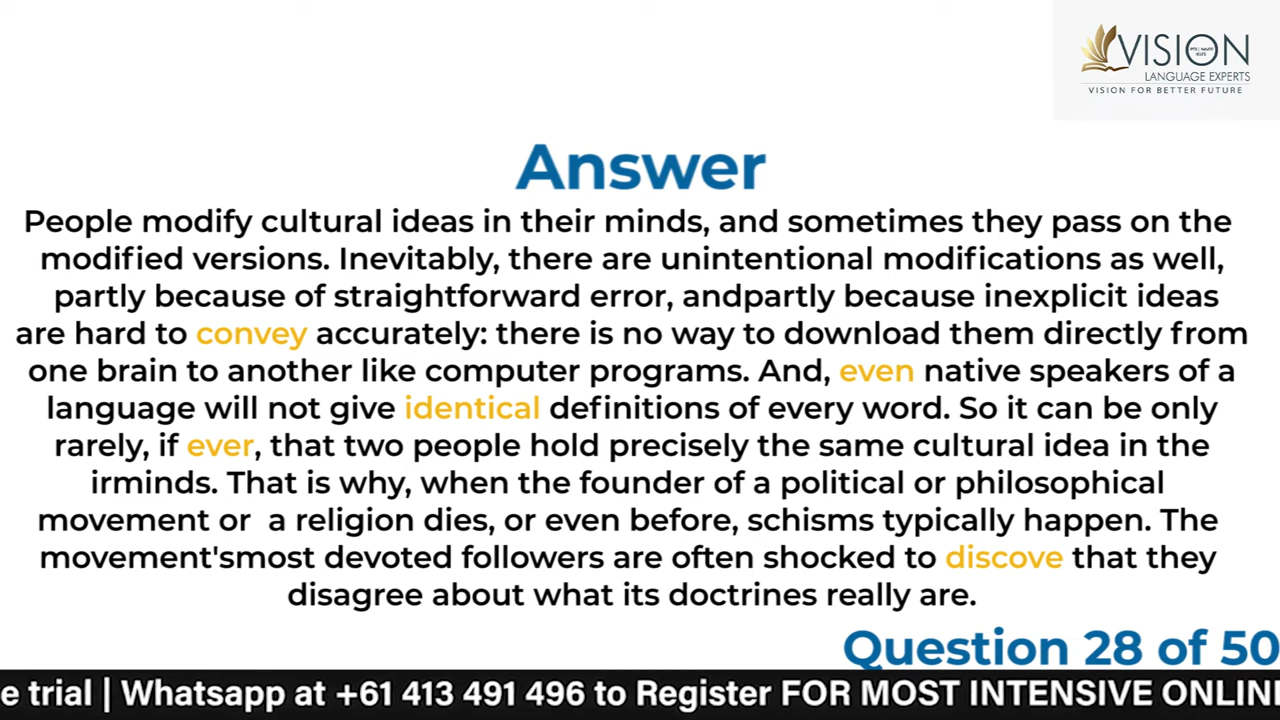 VISION
LANGUAGE EXPERTS
VISION FOR BETTER FUTURE
Answer
People modify cultural ideas in their minds, and sometimes they pass on the
modified versions. Inevitably, there are unintentional modifications as well,
partly because of straightforward error, andpartly because inexplicit ideas
are hard to convey accurately: there is no way to download them directly from
one brain to another like computer programs. And, even native speakers of a
language will not give identical definitions of every word. So it can be only
rarely, if ever, that two people hold precisely the same cultural idea in the
irminds. That is why, when the founder of a political or philosophical
movement or a religion dies, or even before, schisms typically happen. The
movement'smost devoted followers are often shocked to discove that they
disagree about what its doctrines really are.
Question 28 of 50
e trial | Whatsapp at +61 413 491 496 to Register FOR MOST INTENSIVE ONLIN